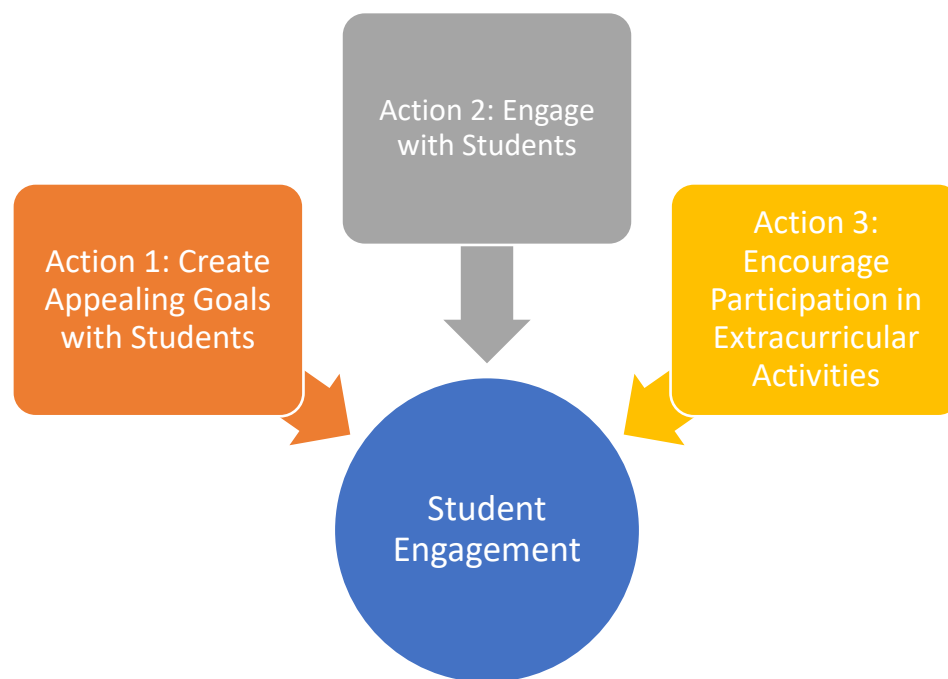 Action 1: Create
Appealing Goals
with Students
Action 2: Engage
with Students
Action 3:
Encourage
Participation in
Extracurricular
Activities
Student
Engagement